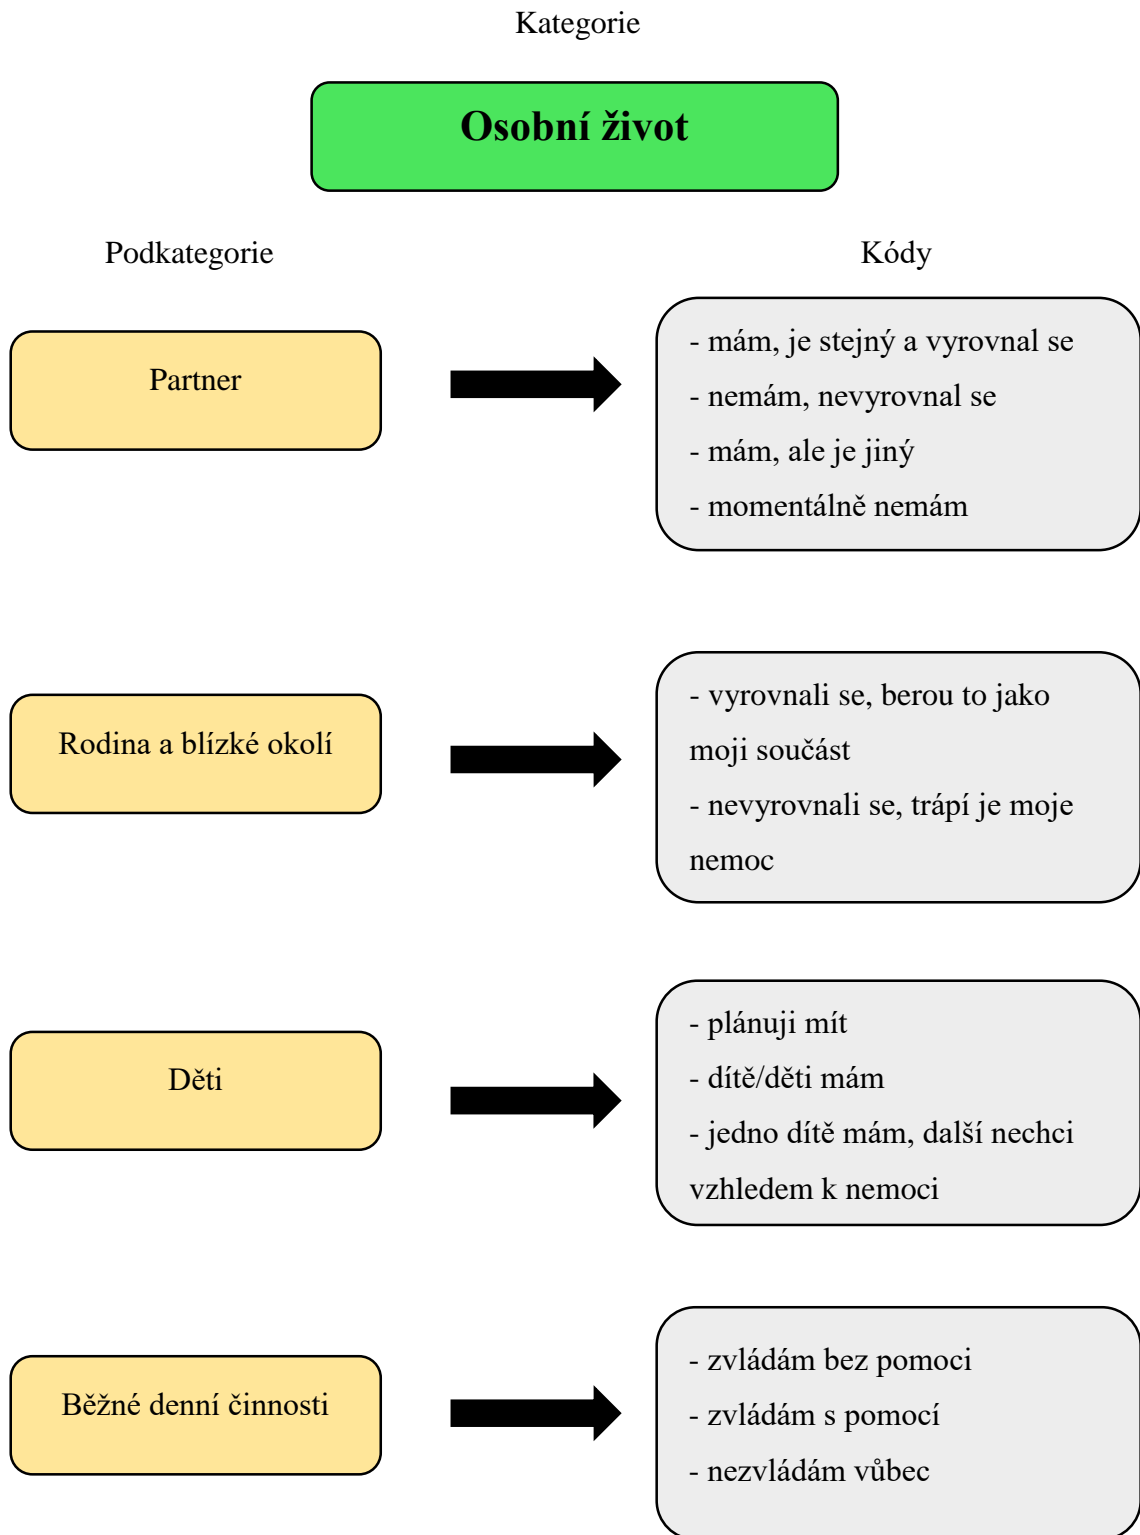 Kategorie
Osobní život
Podkategorie
Kódy
Partner
- mám, je stejný a vyrovnal se
- nemám, nevyrovnal se
- mám, ale je jiný
- momentálně nemám
Rodina a blízké okolí
- vyrovnali se, berou to jako
moji součást
- nevyrovnali se, trápí je moje
nemoc
Děti
- plánuji mít
- dítě/děti mám
- jedno dítě mám, další nechci
vzhledem k nemoci
Běžné denní činnosti
- zvládám bez pomoci
- zvládám s pomocí
- nezvládám vůbec